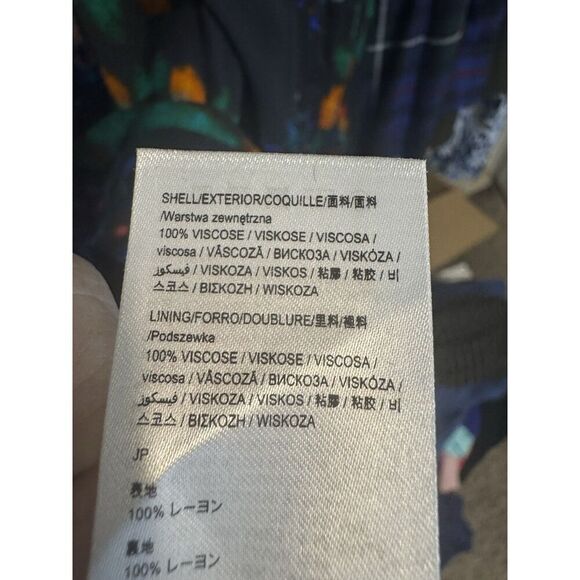 SHELL/EXTERIOR/COQUILLE/面料/面料
/Warstwa zewnętrzna
100% VISCOSE / VISKOSE / VISCOSA /
viscosa / VÂSCOZĂ / ВИСКОЗА / VISKÓZA /
فيسكوز / VISKOZA / VISKOS / 粘膠 / 粘胶 / 비
스코스 / ΒΙΣΚΟΖΗ / WISKOZA
LINING/FORRO/DOUBLURE/里料/裡料
/Podszewka
100% VISCOSE / VISKOSE / VISCOSA /
viscosa / VÂSCOZĂ / ВИСКОЗА / VISKÓZA /
فيسكوز / VISKOZA / VISKOS / 粘膠 / 粘胶 / 비
스코스 / ΒΙΣΚΟΖΗ / WISKOZA
JP
表地
100% レーヨン
裏地
100% レーヨン